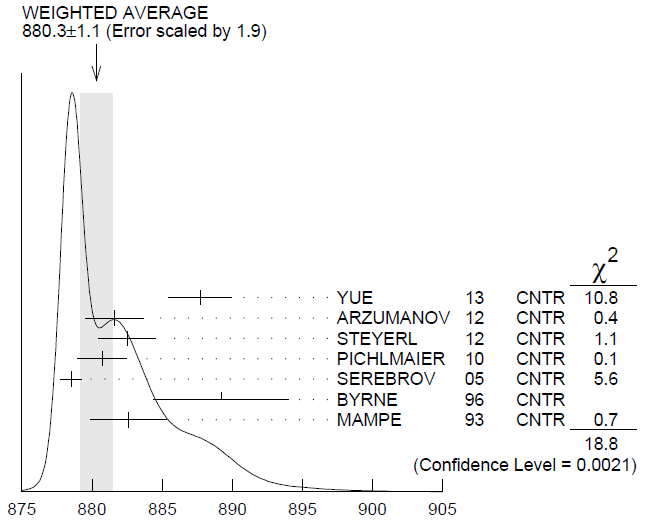 WEIGHTED AVERAGE
880.3±1.1 (Error scaled by 1.9)
χ2
YUE 13 CNTR 10.8
ARZUMANOV 12 CNTR 0.4
STEYERL 12 CNTR 1.1
PICHLMAIER 10 CNTR 0.1
SEREBROV 05 CNTR 5.6
BYRNE 96 CNTR
MAMPE 93 CNTR 0.7
18.8
(Confidence Level = 0.0021)
875 880 885 890 895 900 905